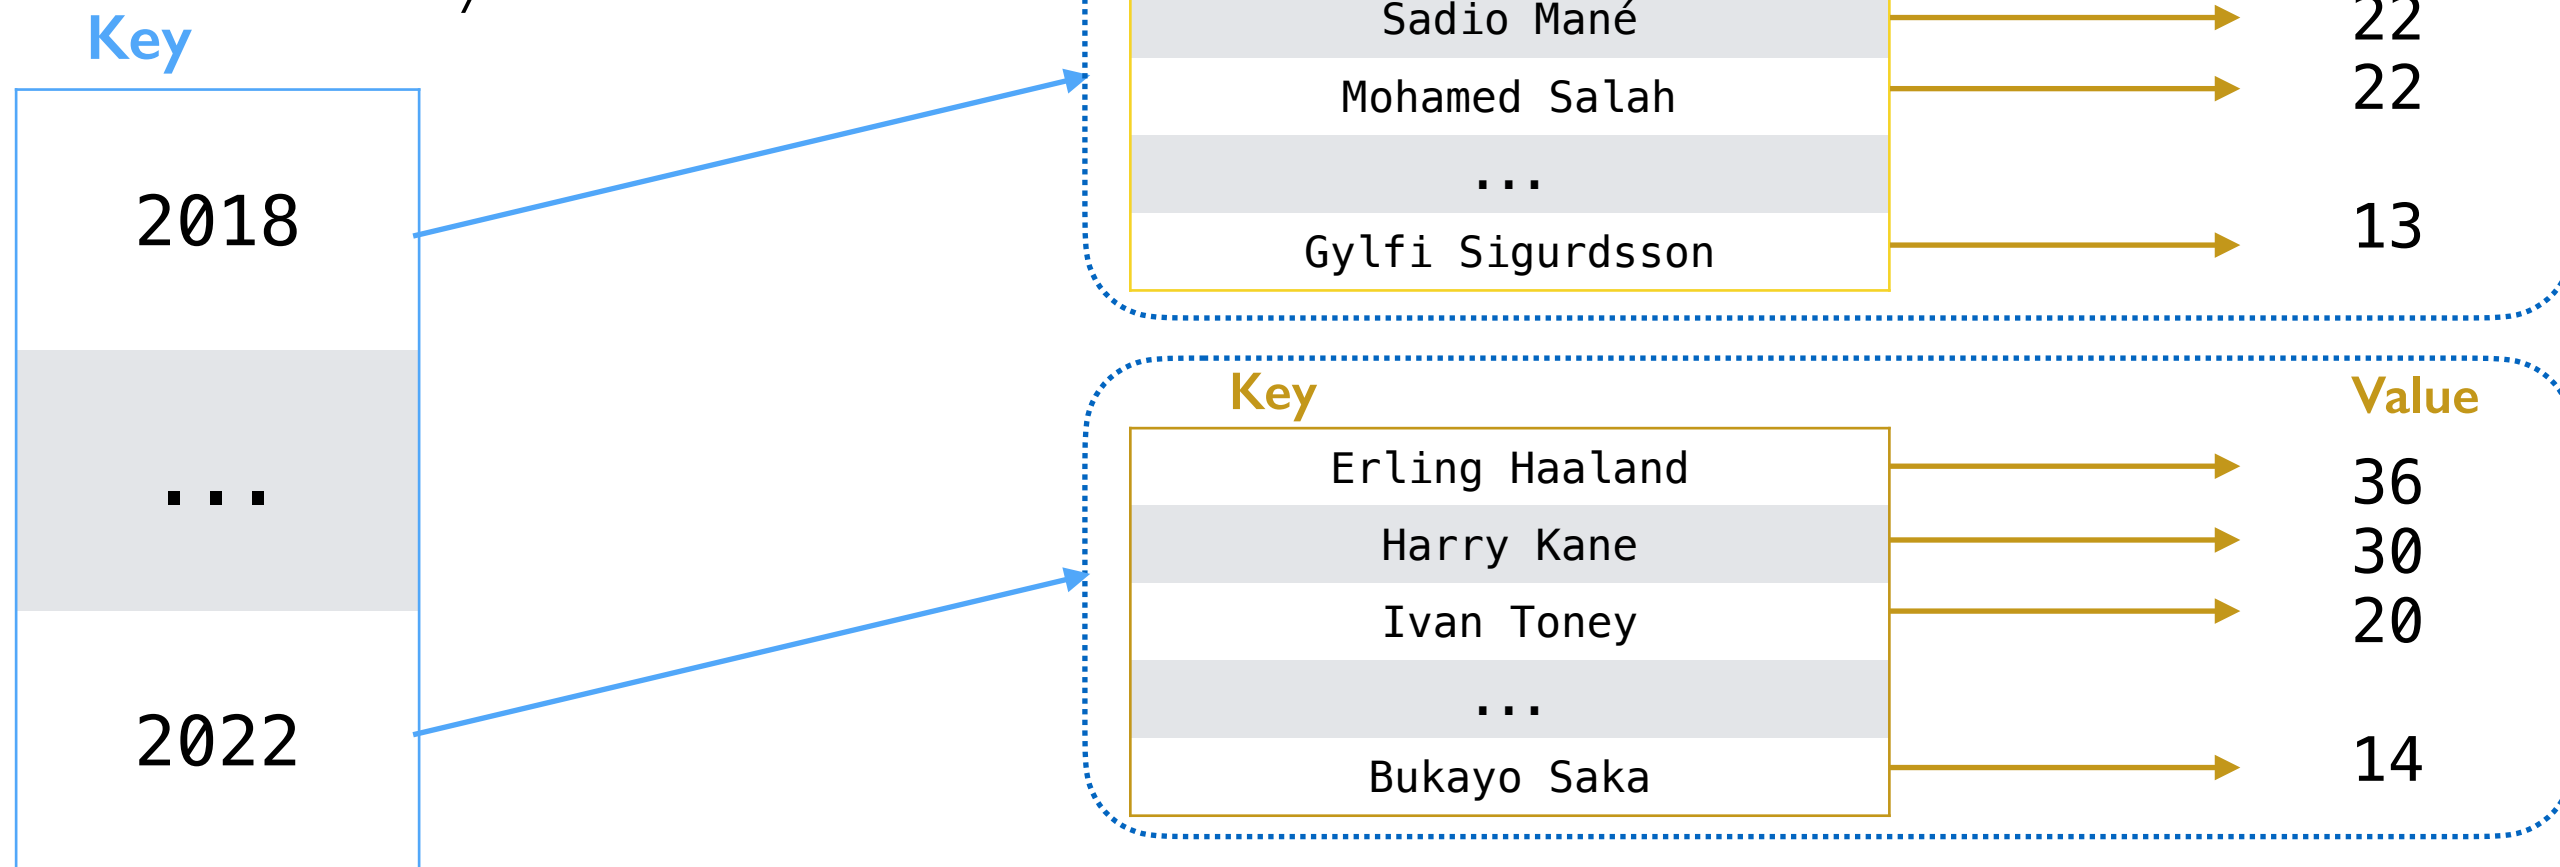 Key
2018
...
2022
Sadio Mané 22
Mohamed Salah 22
...
Gylfi Sigurdsson 13
Key Value
Erling Haaland 36
Harry Kane 30
Ivan Toney 20
...
Bukayo Saka 14